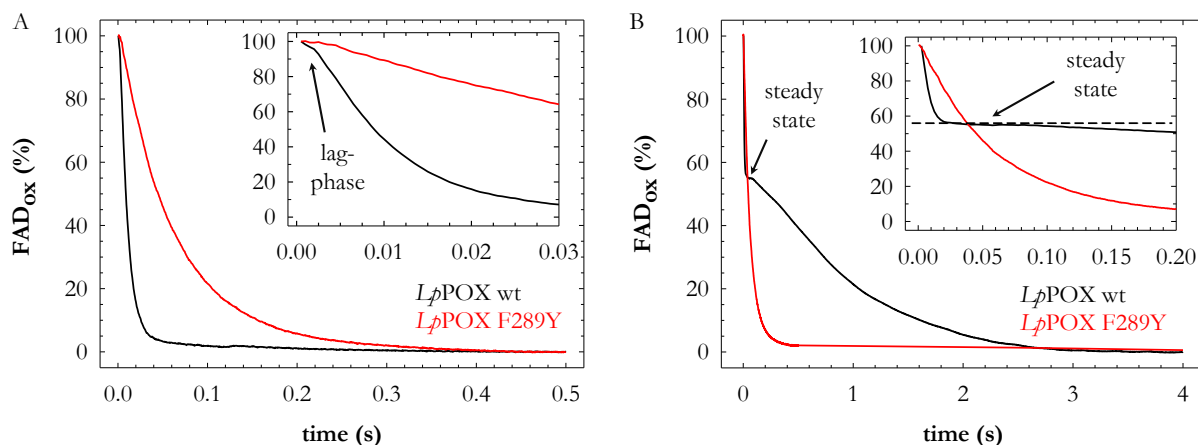 A
FAD_ox (%)
100
80
60
40
20
0
0.0 0.1 0.2 0.3 0.4 0.5
time (s)
100
80
60
40
20
0
0.00 0.01 0.02 0.03
lag-
phase
LpPOX wt
LpPOX F289Y
B
FAD_ox (%)
100
80
60
40
20
0
0 1 2 3 4
time (s)
steady
state
100
80
60
40
20
0
0.00 0.05 0.10 0.15 0.20
steady
state
LpPOX wt
LpPOX F289Y